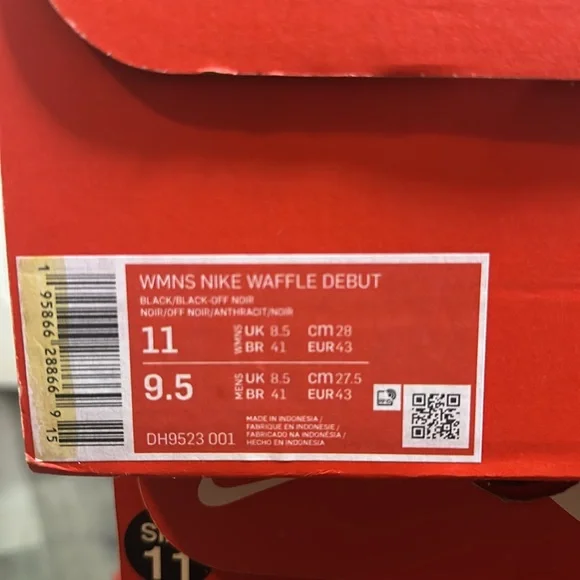 WMNS NIKE WAFFLE DEBUT
BLACK/BLACK-OFF NOIR
NOIR/OFF NOIR/ANTHRACIT/NOIR
11 WMNS UK 8.5 cm 28
BR 41 EUR 43
9.5 MENS UK 8.5 cm 27.5
BR 41 EUR 43
MADE IN INDONESIA /
FABRIQUE EN INDONESIE /
FABRICADO NA INDONÉSIA /
HECHO EN INDONESIA
DH9523 001
1 95866 28866 9 15
11